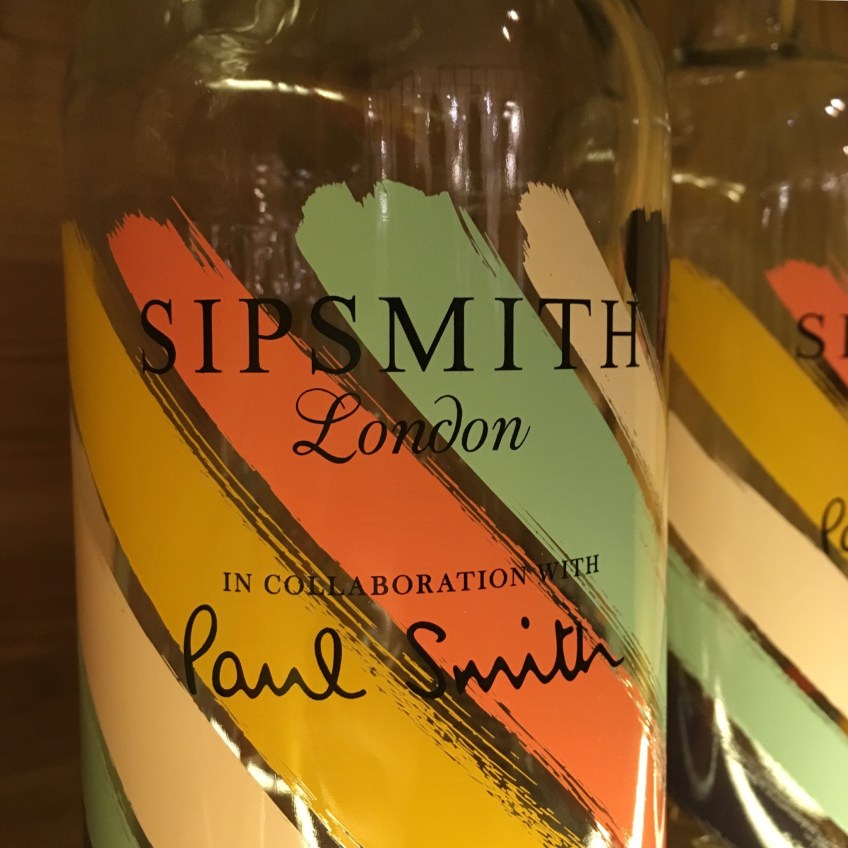 SIPSMITH
London
IN COLLABORATION WITH
Paul Smith